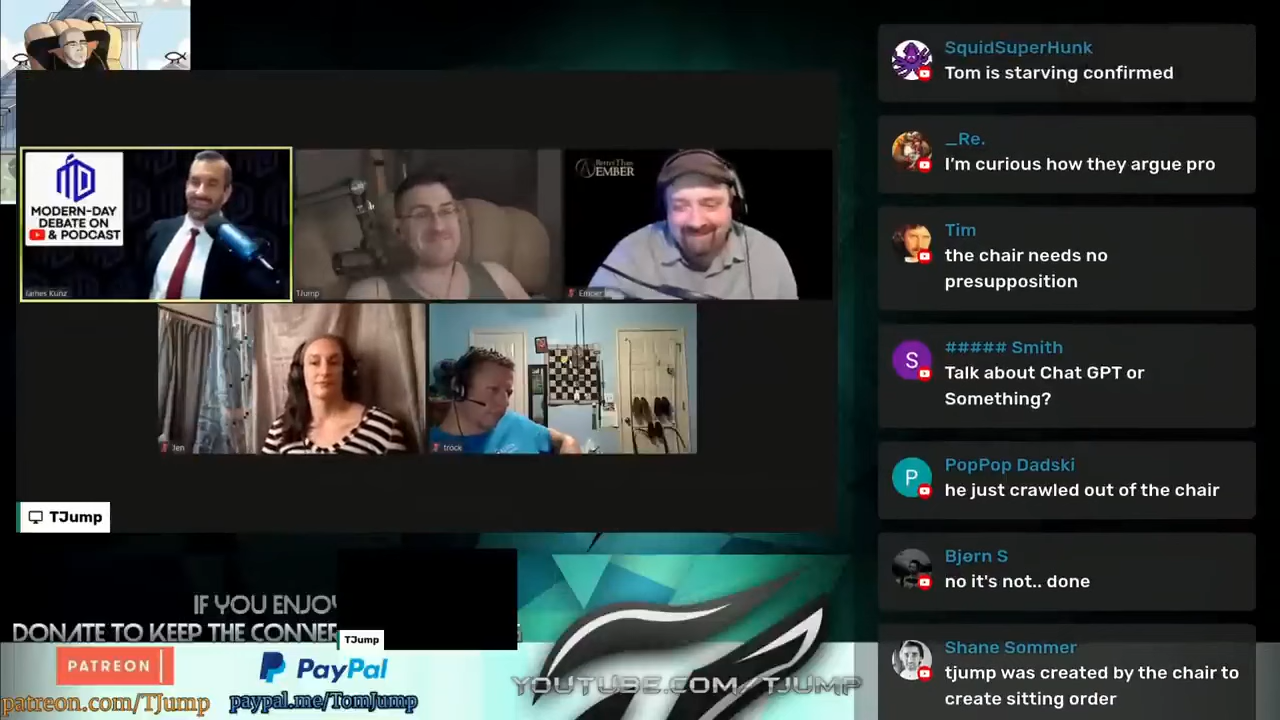 MODERN-DAY
DEBATE ON
& PODCAST
James Kunz
TJump
BetterThan
EMBER
Ember
Jen
trock
TJump
IF YOU ENJOY
DONATE TO KEEP THE CONVER
TJump
PATREON
PayPal
patreon.com/TJump
paypal.me/TomJump
YOUTUBE.COM/TJUMP
SquidSuperHunk
Tom is starving confirmed
_Re.
I'm curious how they argue pro
Tim
the chair needs no
presupposition
S
##### Smith
Talk about Chat GPT or
Something?
P
PopPop Dadski
he just crawled out of the chair
Bjørn S
no it's not.. done
Shane Sommer
tjump was created by the chair to
create sitting order